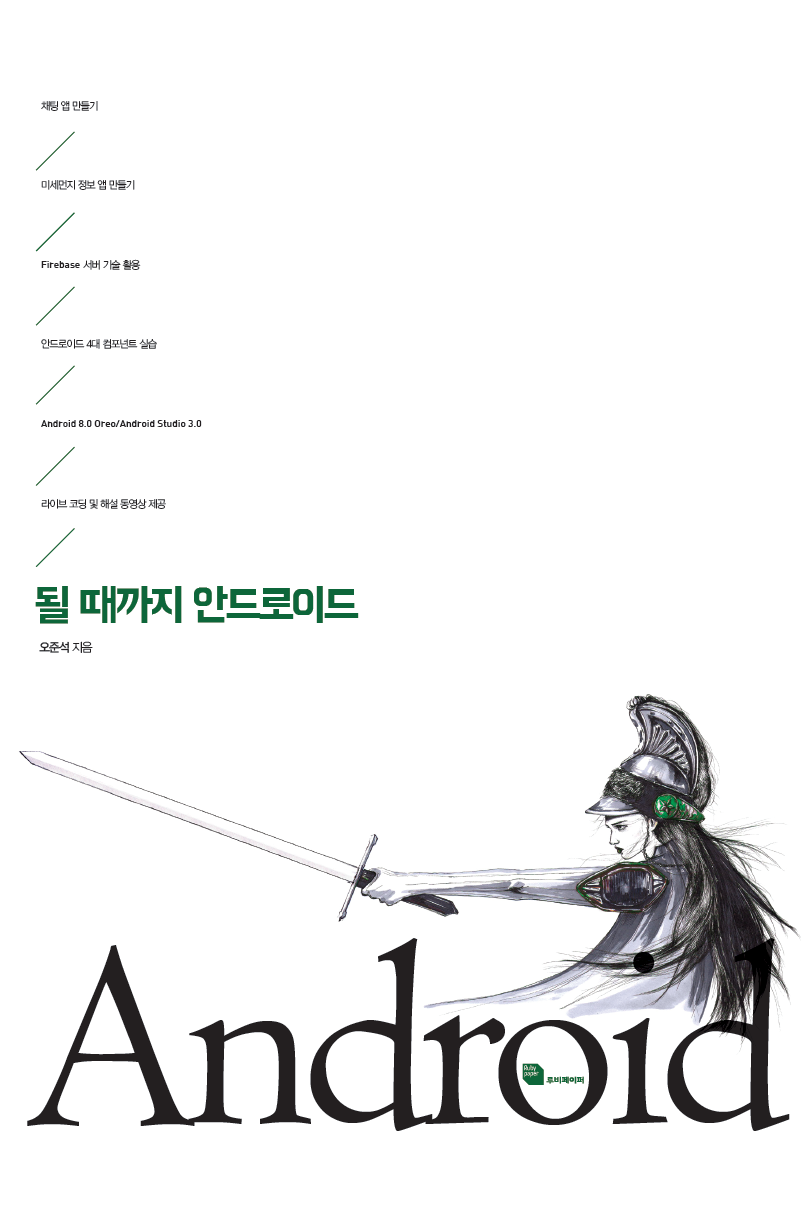 채팅 앱 만들기
미세먼지 정보 앱 만들기
Firebase 서버 기술 활용
안드로이드 4대 컴포넌트 실습
Android 8.0 Oreo/Android Studio 3.0
라이브 코딩 및 해설 동영상 제공
될 때까지 안드로이드
오준석 지음
Android
Ruby
paper
루비페이퍼